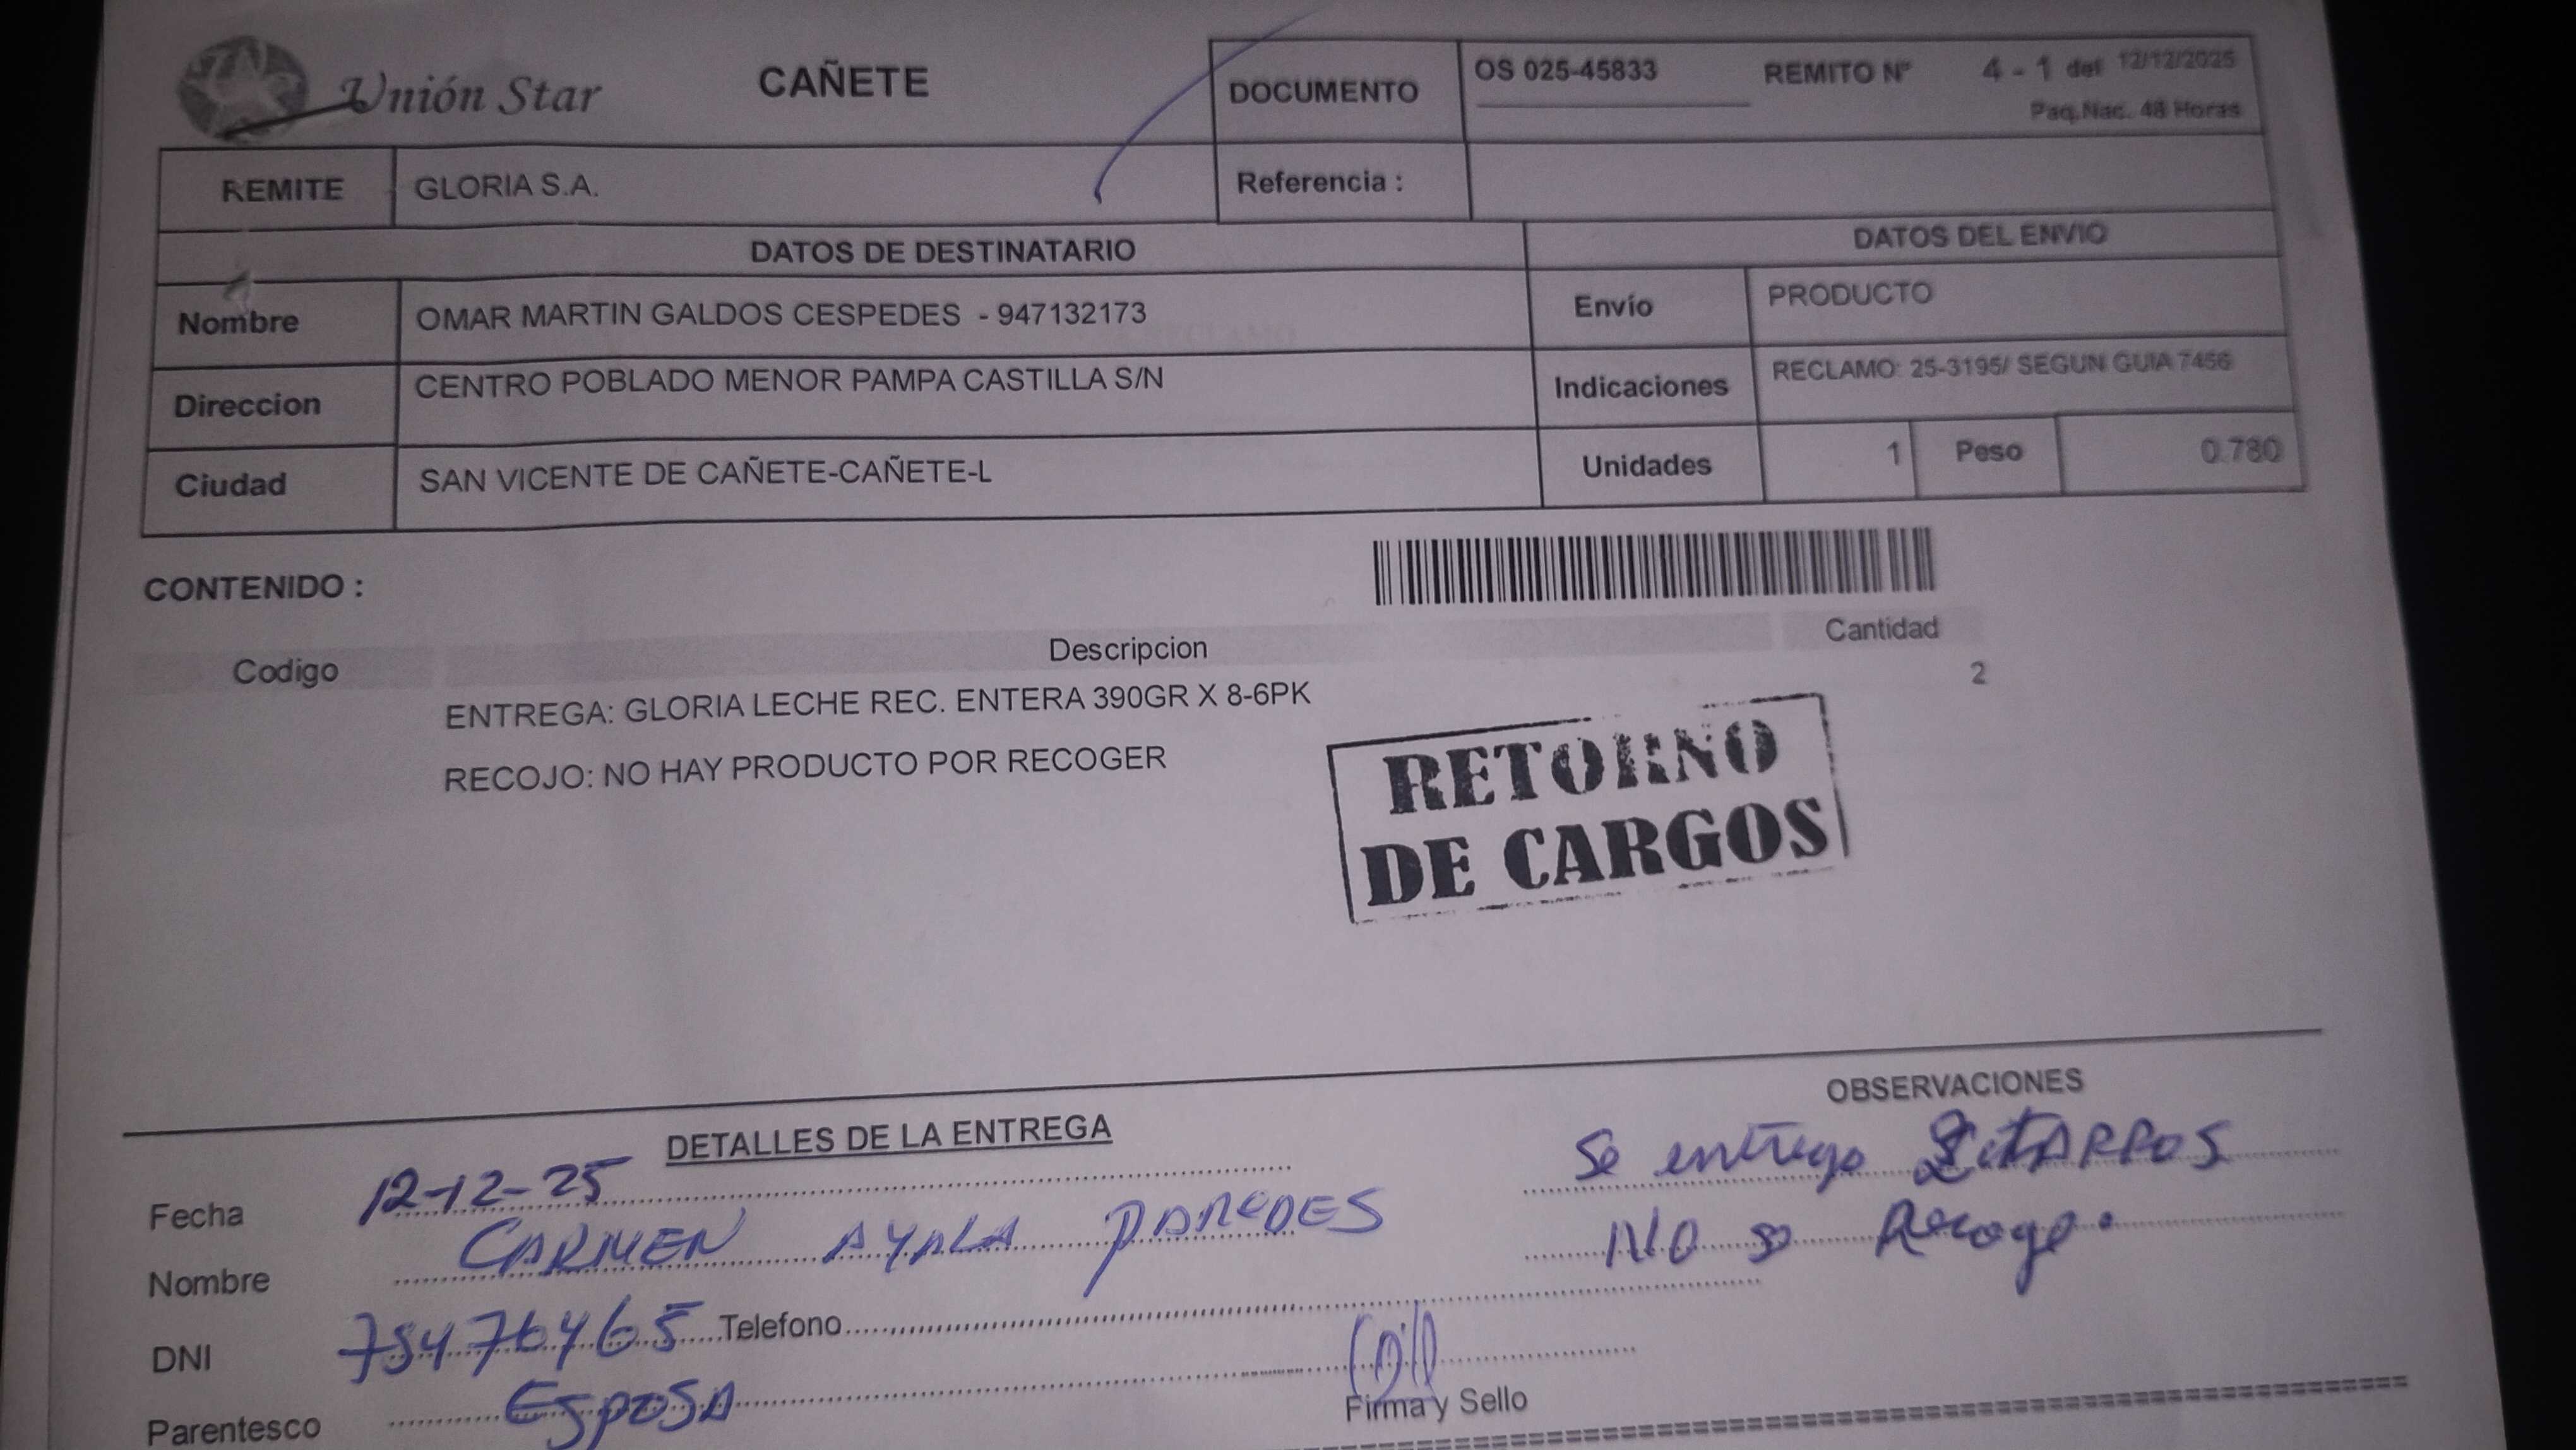 Unión Star CAÑETE
DOCUMENTO OS 025-45833 REMITO Nº 4 - 1 del 12/12/2025
Paq.Nac. 48 Horas
REMITE GLORIA S.A. Referencia :
DATOS DE DESTINATARIO DATOS DEL ENVIO
Nombre OMAR MARTIN GALDOS CESPEDES - 947132173 Envío PRODUCTO
Direccion CENTRO POBLADO MENOR PAMPA CASTILLA S/N Indicaciones RECLAMO: 25-3195/ SEGUN GUIA 7456
Ciudad SAN VICENTE DE CAÑETE-CAÑETE-L Unidades 1 Peso 0.780
CONTENIDO :
Codigo Descripcion Cantidad
ENTREGA: GLORIA LECHE REC. ENTERA 390GR X 8-6PK 2
RECOJO: NO HAY PRODUCTO POR RECOGER
RETORNO
DE CARGOS
DETALLES DE LA ENTREGA OBSERVACIONES
Fecha 12-12-25 Se entrego TARROS
Nombre CARMEN AYALA PAREDES NO se Recoge.
DNI 75476465 Telefono
Parentesco ESPOSA Firma y Sello